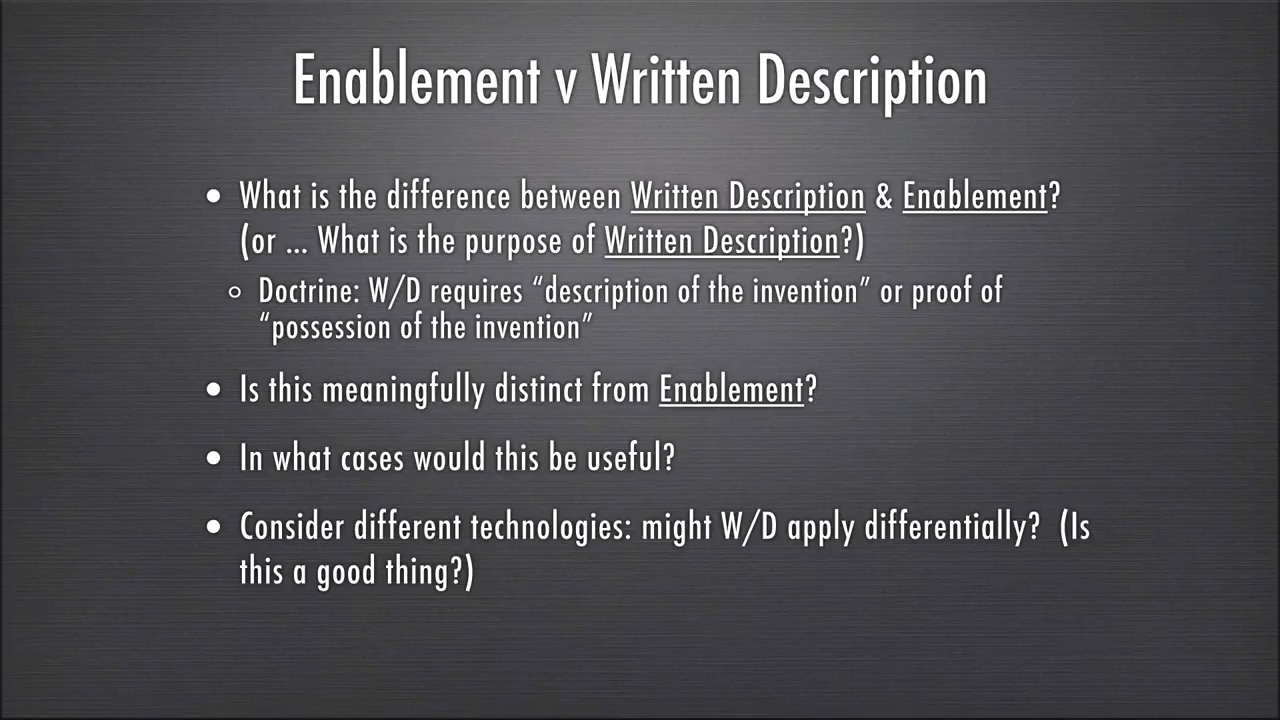 Enablement v Written Description
• What is the difference between Written Description & Enablement?
(or ... What is the purpose of Written Description?)
◦ Doctrine: W/D requires “description of the invention” or proof of
“possession of the invention”
• Is this meaningfully distinct from Enablement?
• In what cases would this be useful?
• Consider different technologies: might W/D apply differentially?  (Is
this a good thing?)